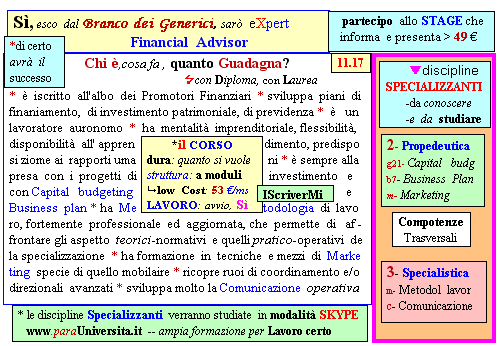 Sì, esco dal Branco dei Generici, sarò eXpert
Financial Advisor
partecipo allo STAGE che
informa e presenta > 49 €
*di certo
avrà il
successo
Chi è, cosa fa, quanto Guadagna?
11.17
con Diploma, con Laurea
* è iscritto all'albo dei Promotori Finanziari * sviluppa piani di
finaniamento, di investimento patrimoniale, di previdenza * è un
lavoratore auronomo * ha mentalità imprenditoriale, flessibilità,
disponibilità all' appren dimento, predispo
si ziome ai rapporti uma ni * è sempre alla
presa con i progetti di investimento e
con Capital budgeting e
Business plan * ha Me todologia di lavo
ro, fortemente professionale ed aggiornata, che permette di af-
frontare gli aspetto teorici-normativi e quelli pratico-operativi de
la specializzazione * ha formazione in tecniche e mezzi di Marke
ting specie di quello mobilaire * ricopre ruoi di coordinamento e/o
direzionali avanzati * sviluppa molto la Comunicazione operativa
*il CORSO
dura: quanto si vuole
struttura: a moduli
↳low Cost: 53 €/ms
LAVORO: avvio, Sì
IScriverMi
▼discipline
SPECIALIZZANTI
-da conoscere
-e da studiare
2- Propedeutica
g21- Capital budg
b7- Business Plan
m- Marketing
Competenze
Trasversali
3- Specialistica
m- Metodol lavor
c- Comunicazione
* le discipline Specializzanti verranno studiate in modalità SKYPE
www.paraUniversita.it -- ampia formazione per Lavoro certo